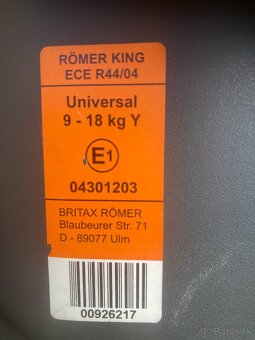 RÖMER KING
ECE R44/04
Universal
9 - 18 kg Y
E1
04301203
BRITAX RÖMER
Blaubeurer Str. 71
D - 89077 Ulm
00926217